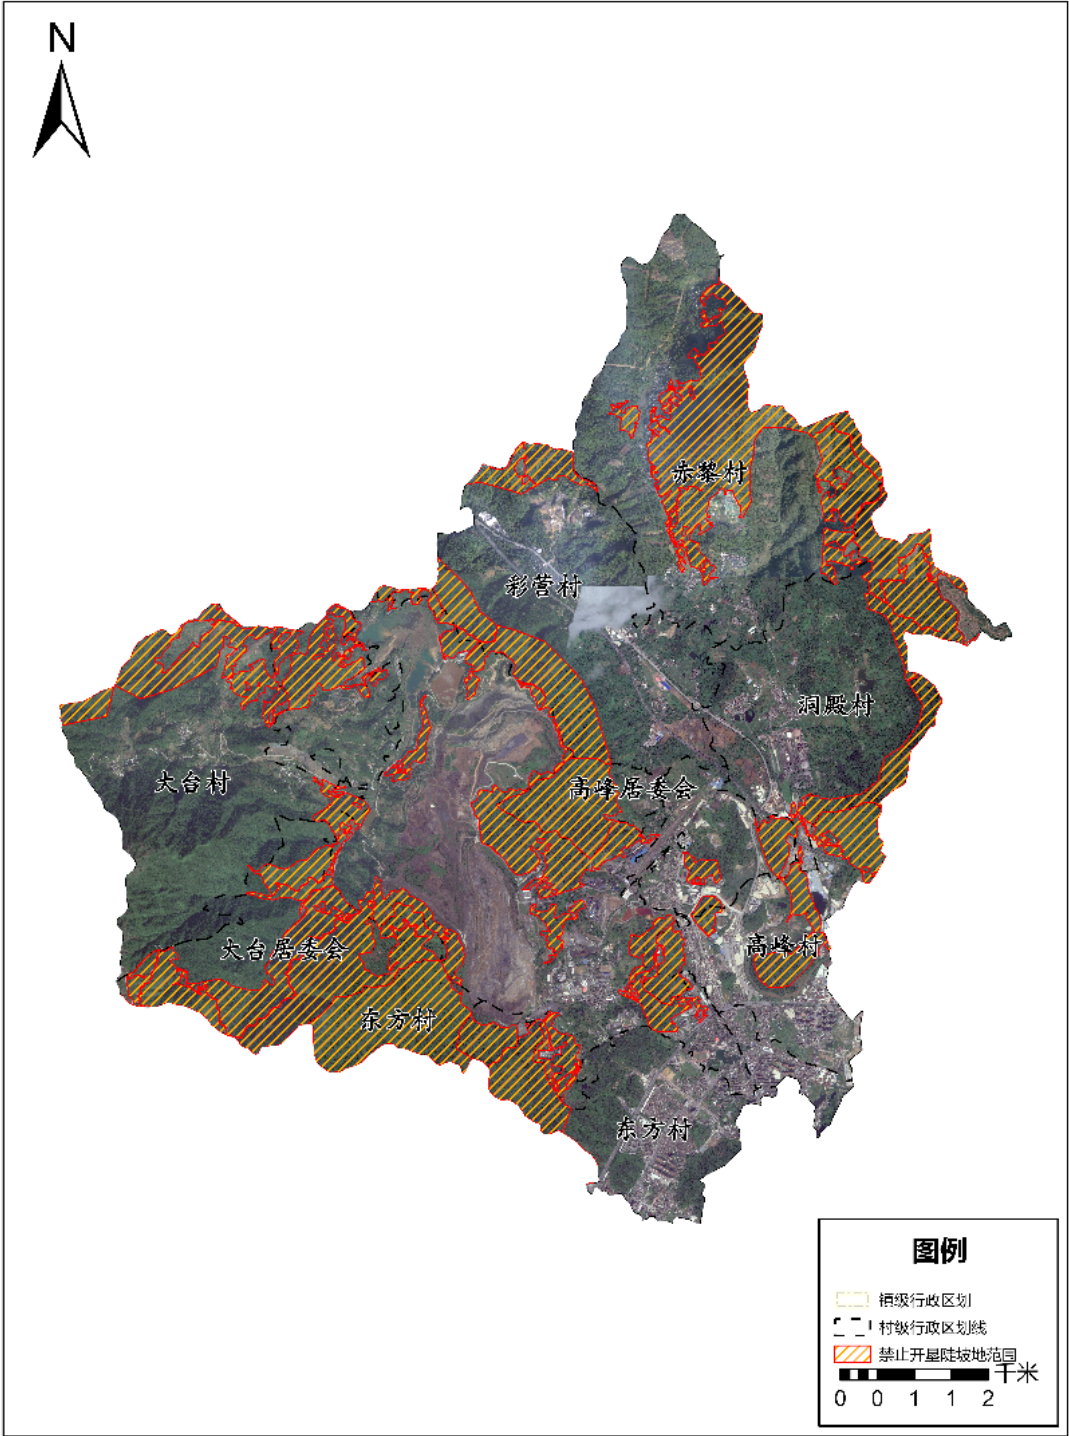 N
赤黎村
彩营村
洞殿村
大台村
高峰居委会
大台居委会
高峰村
东方村
东方村
图例
镇级行政区划
村级行政区划线
禁止开垦陡坡地范围
千米
0 0 1 1 2